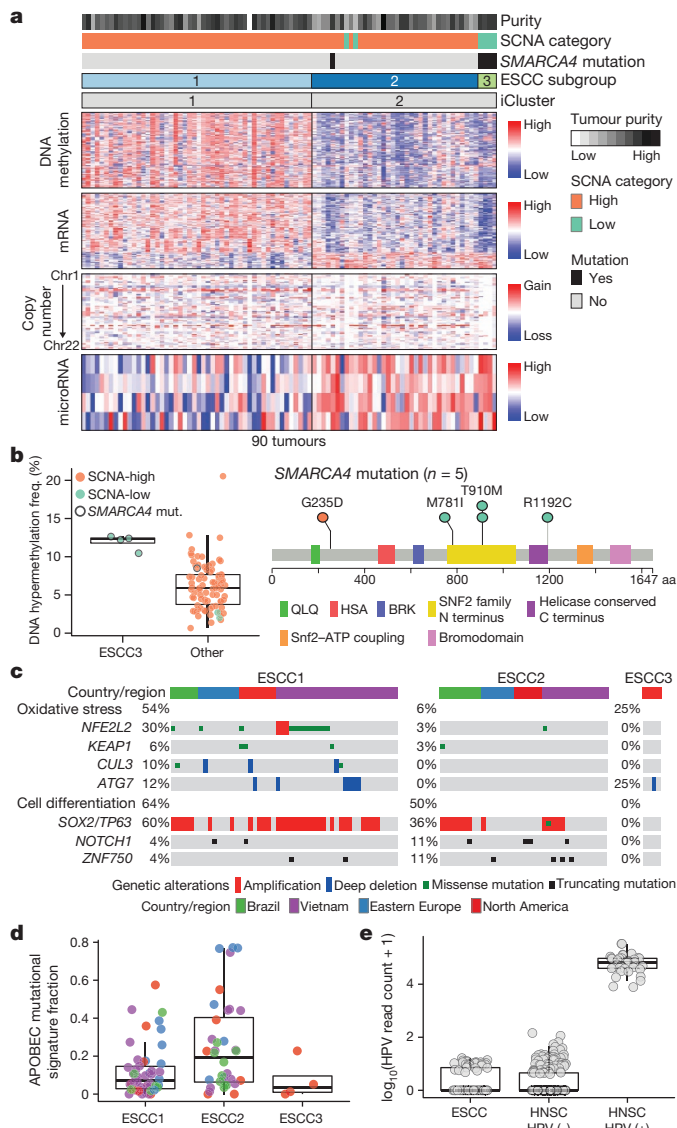 a
Purity
SCNA category
SMARCA4 mutation
1 2 3 ESCC subgroup
1 2 iCluster
DNA methylation
High
Low
mRNA
High
Low
Copy number
Chr1
Chr22
Gain
Loss
microRNA
High
Low
90 tumours
Tumour purity
Low High
SCNA category
High
Low
Mutation
Yes
No
b
DNA hypermethylation freq. (%)
20
15
10
5
0
SCNA-high
SCNA-low
SMARCA4 mut.
ESCC3 Other
SMARCA4 mutation (n = 5)
G235D M781I T910M R1192C
0 400 800 1200 1647 aa
QLQ HSA BRK SNF2 family N terminus Helicase conserved C terminus
Snf2–ATP coupling Bromodomain
c
ESCC1 ESCC2 ESCC3
Country/region
Oxidative stress 54% 6% 25%
NFE2L2 30% 3% 0%
KEAP1 6% 3% 0%
CUL3 10% 0% 0%
ATG7 12% 0% 25%
Cell differentiation 64% 50% 0%
SOX2/TP63 60% 36% 0%
NOTCH1 4% 11% 0%
ZNF750 4% 11% 0%
Genetic alterations Amplification Deep deletion Missense mutation Truncating mutation
Country/region Brazil Vietnam Eastern Europe North America
d
APOBEC mutational signature fraction
0.8
0.6
0.4
0.2
0
ESCC1 ESCC2 ESCC3
e
log10(HPV read count + 1)
4
2
0
ESCC HNSC HPV (–) HNSC HPV (+)